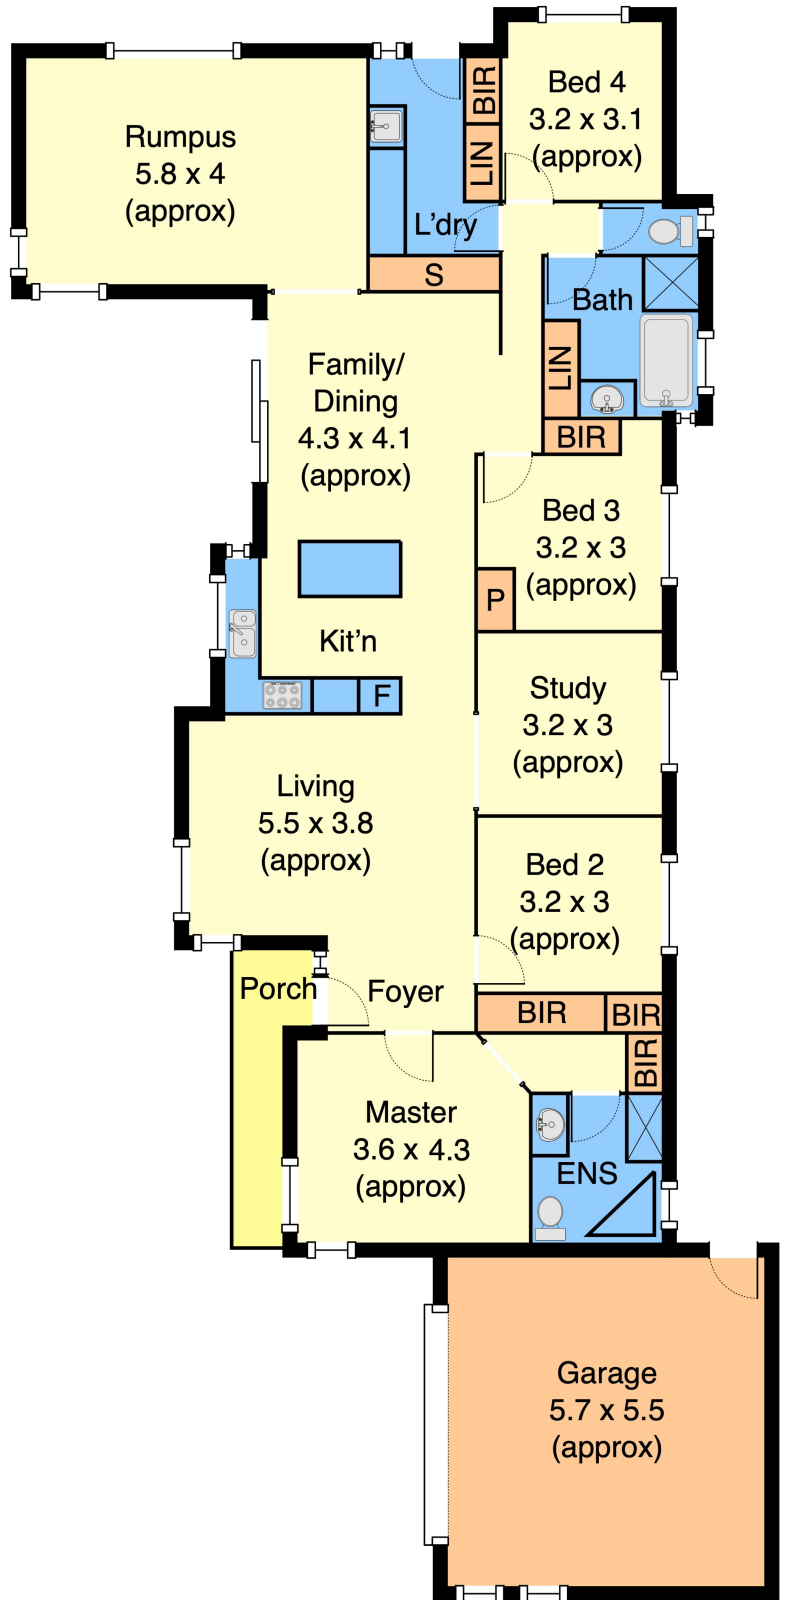 Rumpus
5.8 x 4
(approx)
BIR
LIN
Bed 4
3.2 x 3.1
(approx)
L'dry
S
Bath
LIN
BIR
Family/
Dining
4.3 x 4.1
(approx)
Bed 3
3.2 x 3
(approx)
P
Kit'n
F
Study
3.2 x 3
(approx)
Living
5.5 x 3.8
(approx)
Bed 2
3.2 x 3
(approx)
Porch
Foyer
BIR
BIR
BIR
Master
3.6 x 4.3
(approx)
ENS
Garage
5.7 x 5.5
(approx)